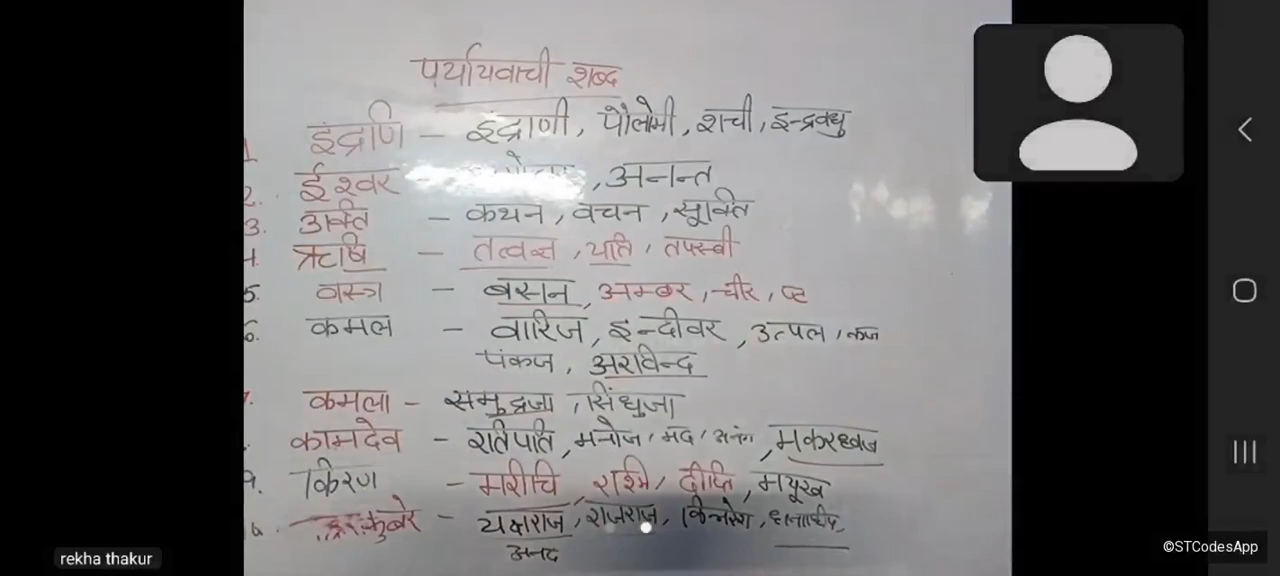 पर्यायवाची शब्द
1 इंद्रणि – इंद्राणी, पौलोमी, शची, इन्द्रवधु
2. ईश्वर – , अनन्त
3. उक्ति – कथन, वचन, सूक्ति
4. ऋषि – तत्वज्ञ, यति, तपस्वी
5. वस्त्र – बसन, अम्बर, चीर, पट
6. कमल – वारिज, इन्दीवर, उत्पल, कंज
पंकज, अरविन्द
7. कमला – समुद्रजा, सिंधुजा
कामदेव – रतिपति, मनोज, मद, अनंग, मकरध्वज
9. किरण – मरीचि, रश्मि, दीप्ति, मयूख
कुबेर – यक्षराज, राजराज, किन्नरेश,
rekha thakur
©STCodesApp